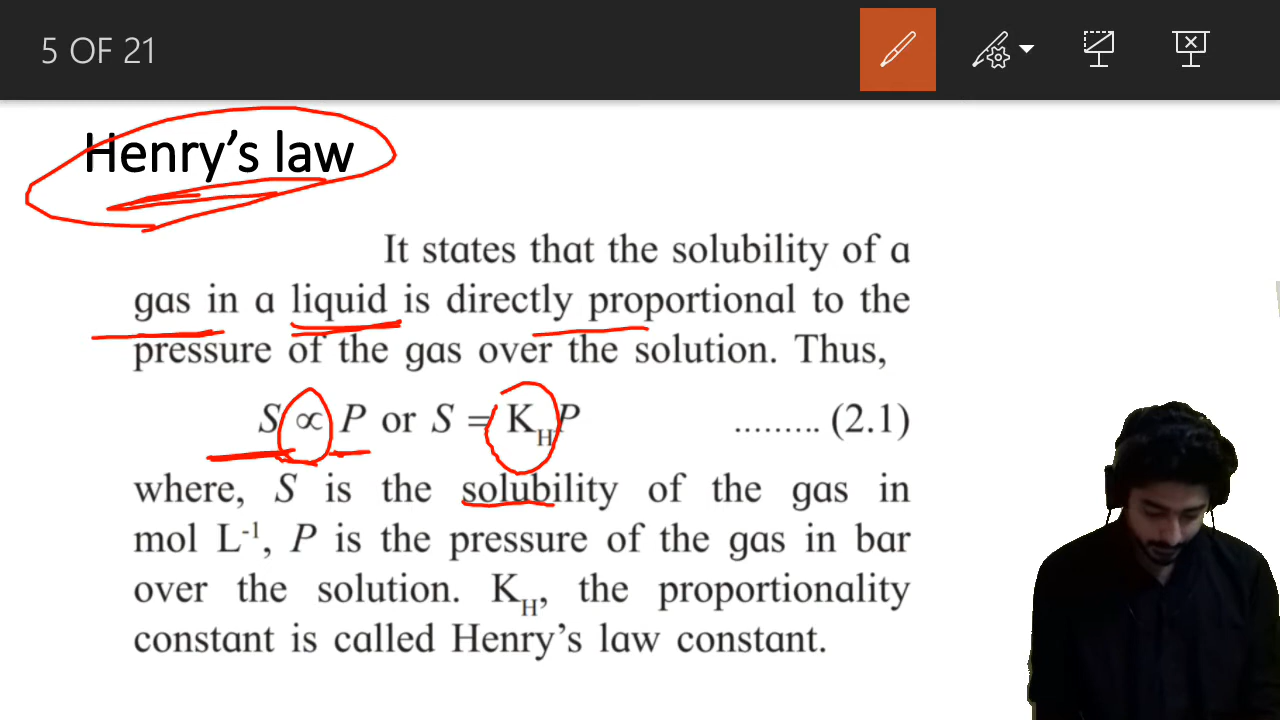 5 OF 21
Henry’s law
It states that the solubility of a
gas in a liquid is directly proportional to the
pressure of the gas over the solution. Thus,
S ∝ P or S = K_H P ......... (2.1)
where, S is the solubility of the gas in
mol L⁻¹, P is the pressure of the gas in bar
over the solution. K_H, the proportionality
constant is called Henry’s law constant.